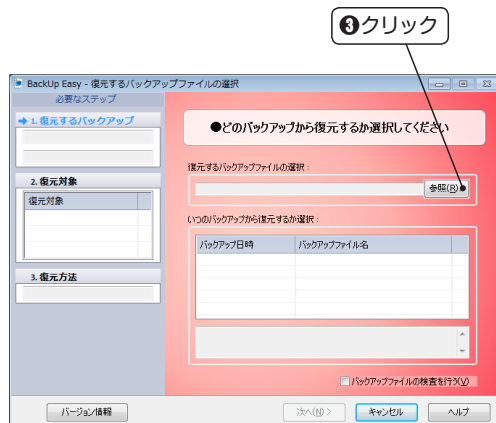 ❸クリック
BackUp Easy - 復元するバックアップファイルの選択
必要なステップ
1. 復元するバックアップ
2. 復元対象
復元対象
3. 復元方法
●どのバックアップから復元するか選択してください
復元するバックアップファイルの選択 :
参照(R)
いつのバックアップから復元するか選択 :
バックアップ日時 バックアップファイル名
バックアップファイルの検査を行う(V)
バージョン情報 次へ(N) > キャンセル ヘルプ